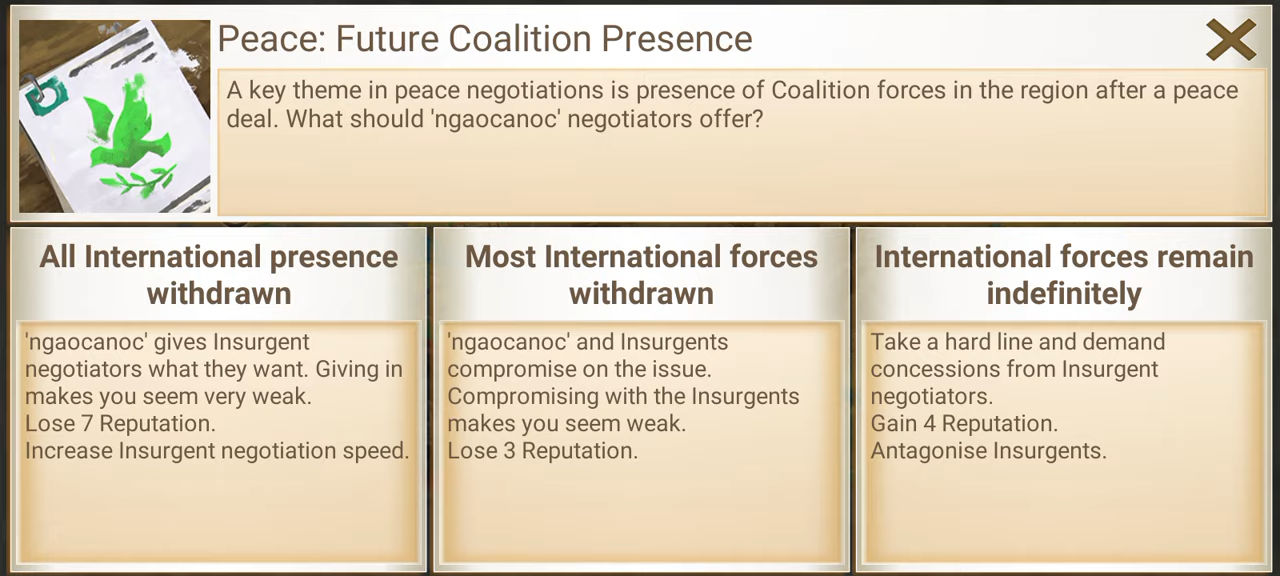 Peace: Future Coalition Presence
A key theme in peace negotiations is presence of Coalition forces in the region after a peace
deal. What should 'ngaocanoc' negotiators offer?
All International presence
withdrawn
'ngaocanoc' gives Insurgent
negotiators what they want. Giving in
makes you seem very weak.
Lose 7 Reputation.
Increase Insurgent negotiation speed.
Most International forces
withdrawn
'ngaocanoc' and Insurgents
compromise on the issue.
Compromising with the Insurgents
makes you seem weak.
Lose 3 Reputation.
International forces remain
indefinitely
Take a hard line and demand
concessions from Insurgent
negotiators.
Gain 4 Reputation.
Antagonise Insurgents.